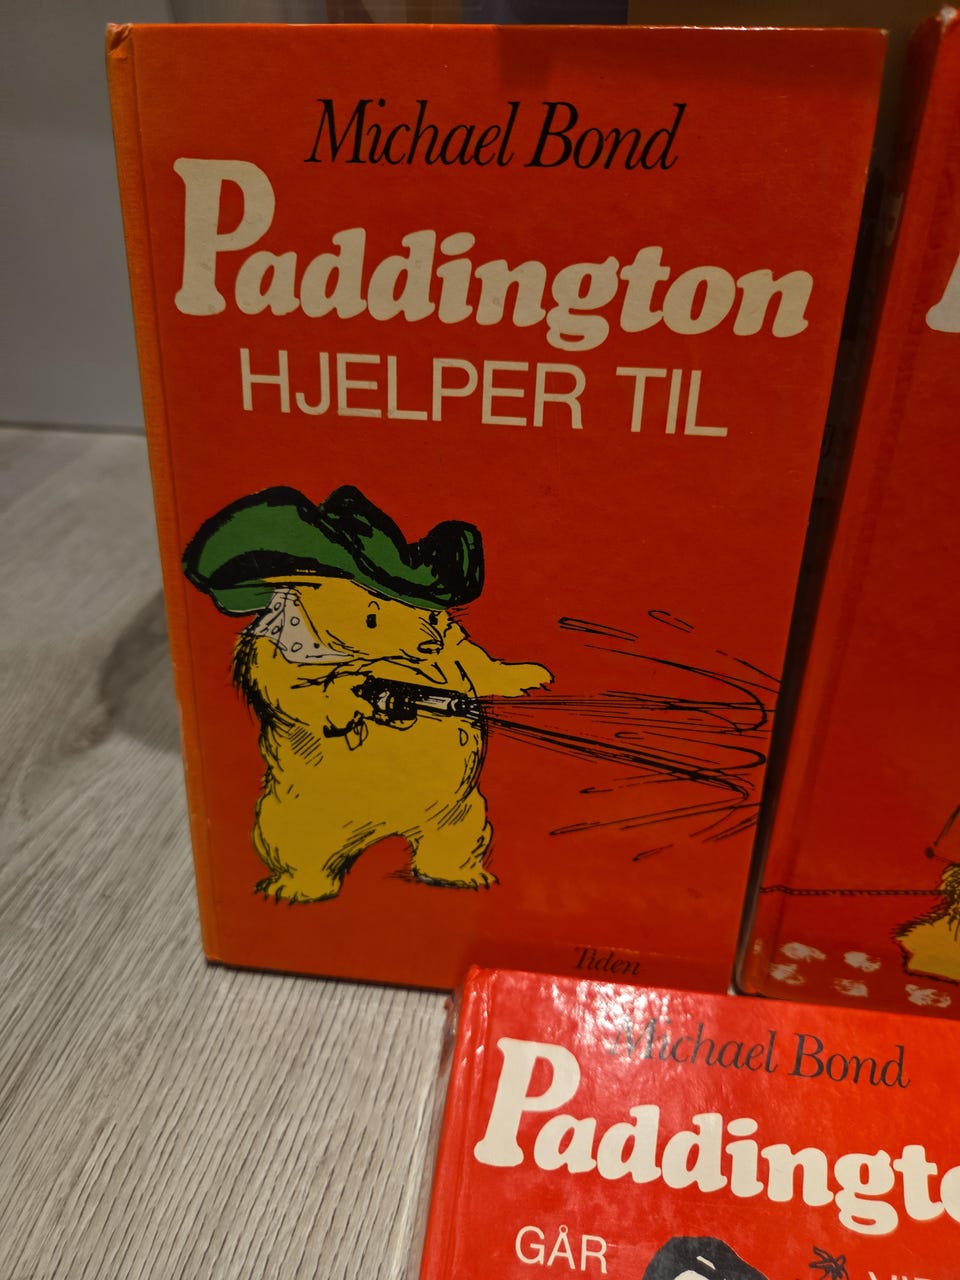 Michael Bond
Paddington
HJELPER TIL
Tiden
Michael Bond
Paddingto
GÅR